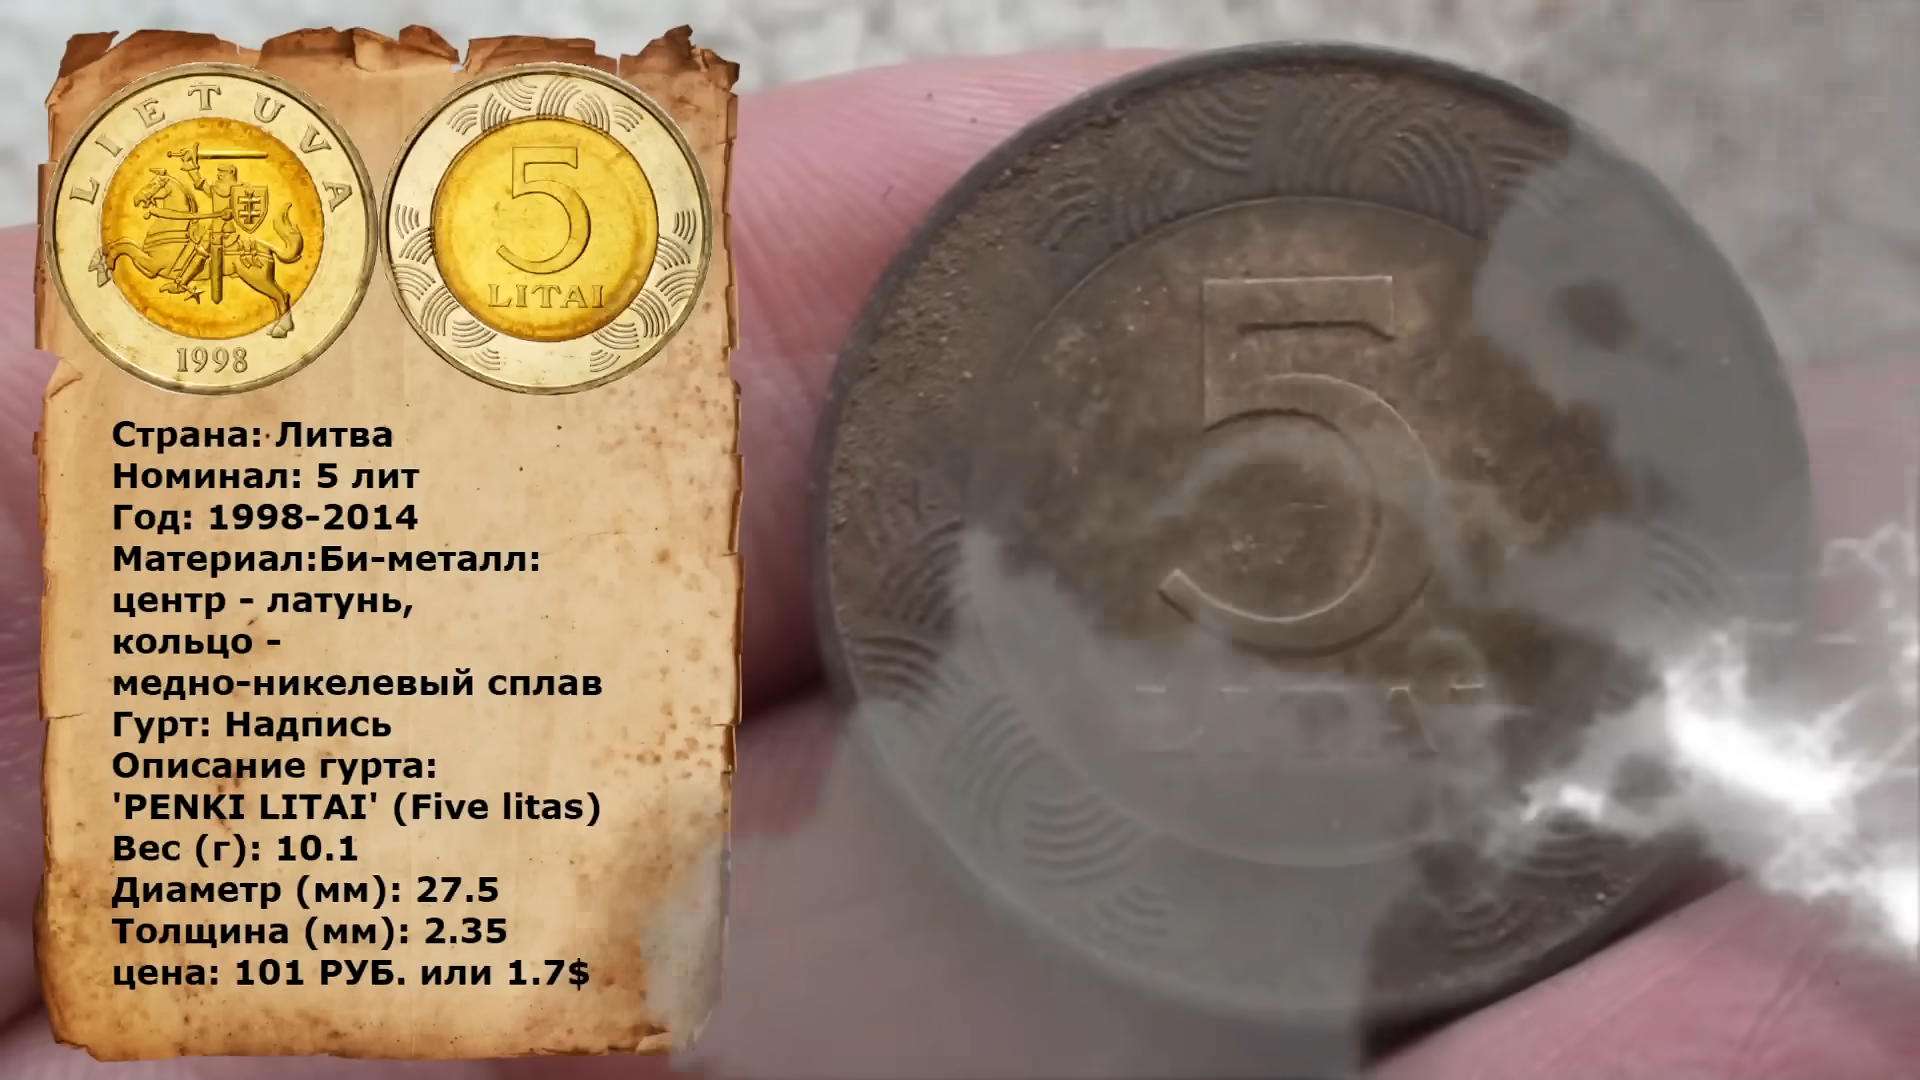 LIETUVA
1998
5
LITAI
5
LITAI
Страна: Литва
Номинал: 5 лит
Год: 1998-2014
Материал:Би-металл:
центр - латунь,
кольцо -
медно-никелевый сплав
Гурт: Надпись
Описание гурта:
'PENKI LITAI' (Five litas)
Вес (г): 10.1
Диаметр (мм): 27.5
Толщина (мм): 2.35
цена: 101 РУБ. или 1.7$